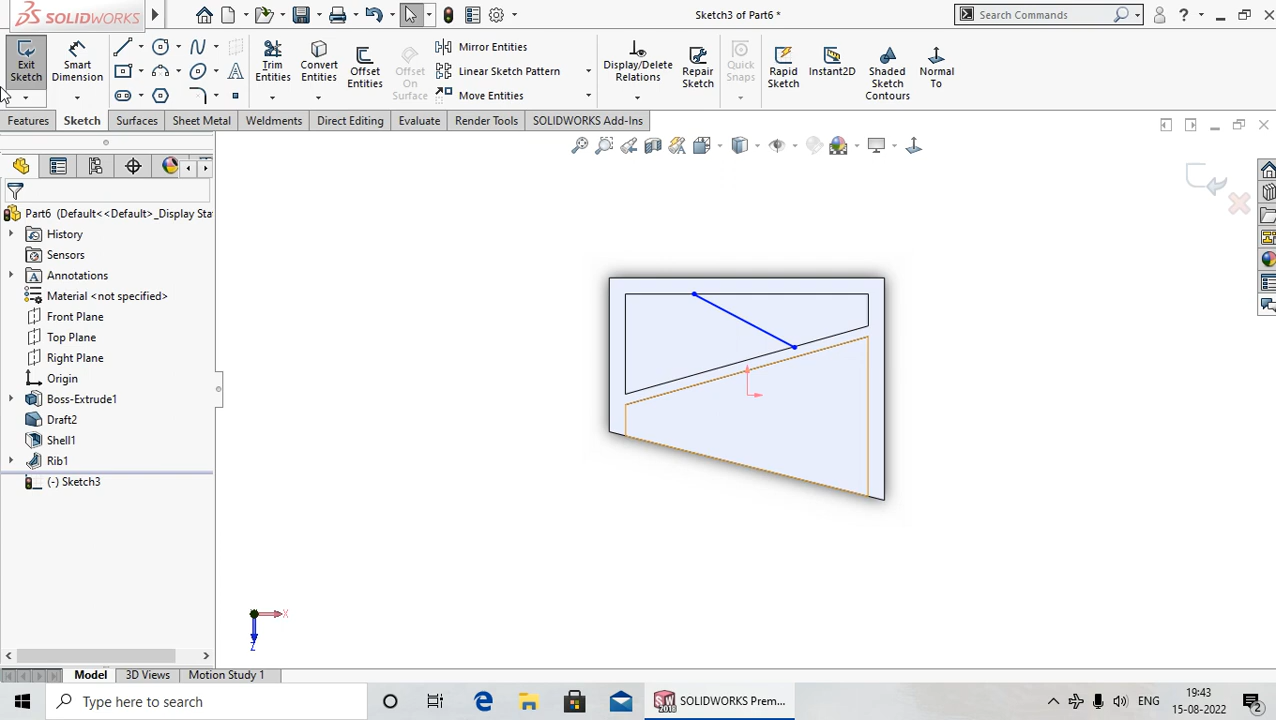 SOLIDWORKS
Sketch3 of Part6 *
Search Commands
?
Exit
Sketch
Smart
Dimension
Trim
Entities
Convert
Entities
Offset
Entities
Offset
On
Surface
Mirror Entities
Linear Sketch Pattern
Move Entities
Display/Delete
Relations
Repair
Sketch
Quick
Snaps
Rapid
Sketch
Instant2D
Shaded
Sketch
Contours
Normal
To
Features
Sketch
Surfaces
Sheet Metal
Weldments
Direct Editing
Evaluate
Render Tools
SOLIDWORKS Add-Ins
Part6 (Default<<Default>_Display Sta
History
Sensors
Annotations
Material <not specified>
Front Plane
Top Plane
Right Plane
Origin
Boss-Extrude1
Draft2
Shell1
Rib1
(-) Sketch3
X
Z
Model
3D Views
Motion Study 1
Type here to search
SW
2018
SOLIDWORKS Prem...
ENG
19:43
15-08-2022
2